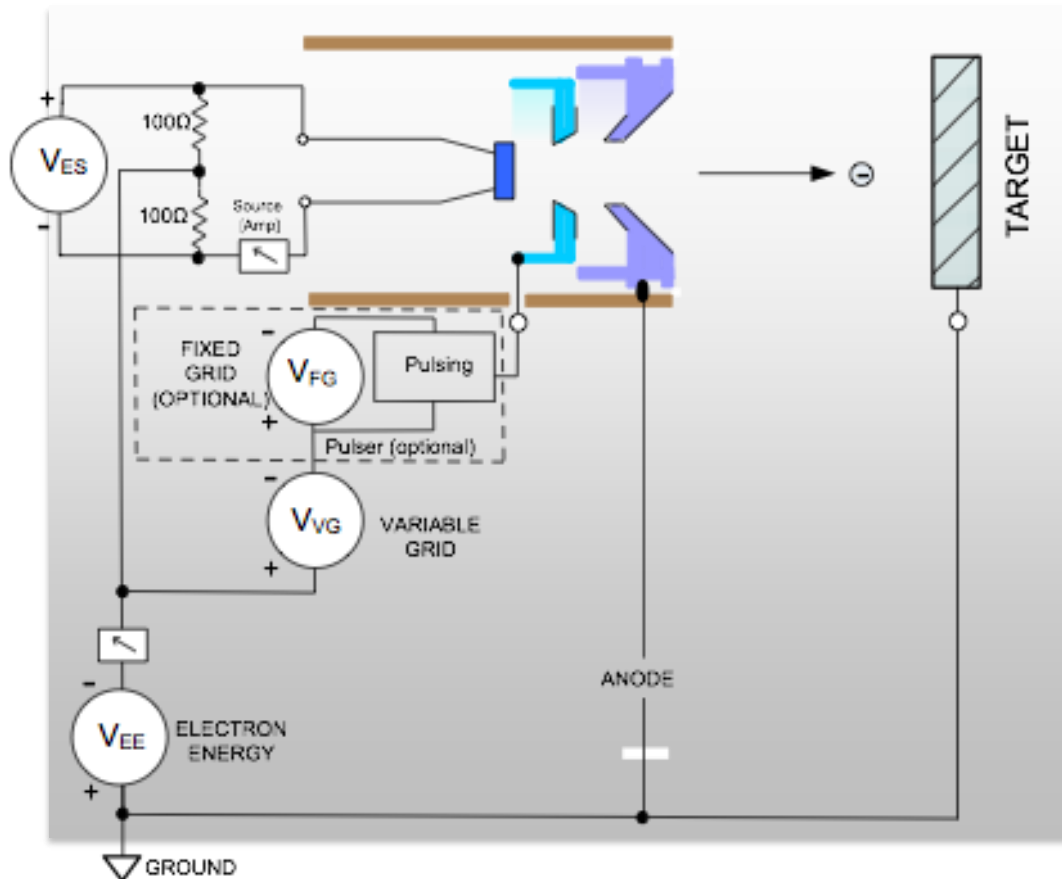 +
VES
-
100Ω
100Ω
Source
[Amp]
TARGET
FIXED
GRID
(OPTIONAL)
-
VFG
+
Pulsing
Pulser (optional)
-
VVG
+
VARIABLE
GRID
-
VEE
+
ELECTRON
ENERGY
ANODE
GROUND